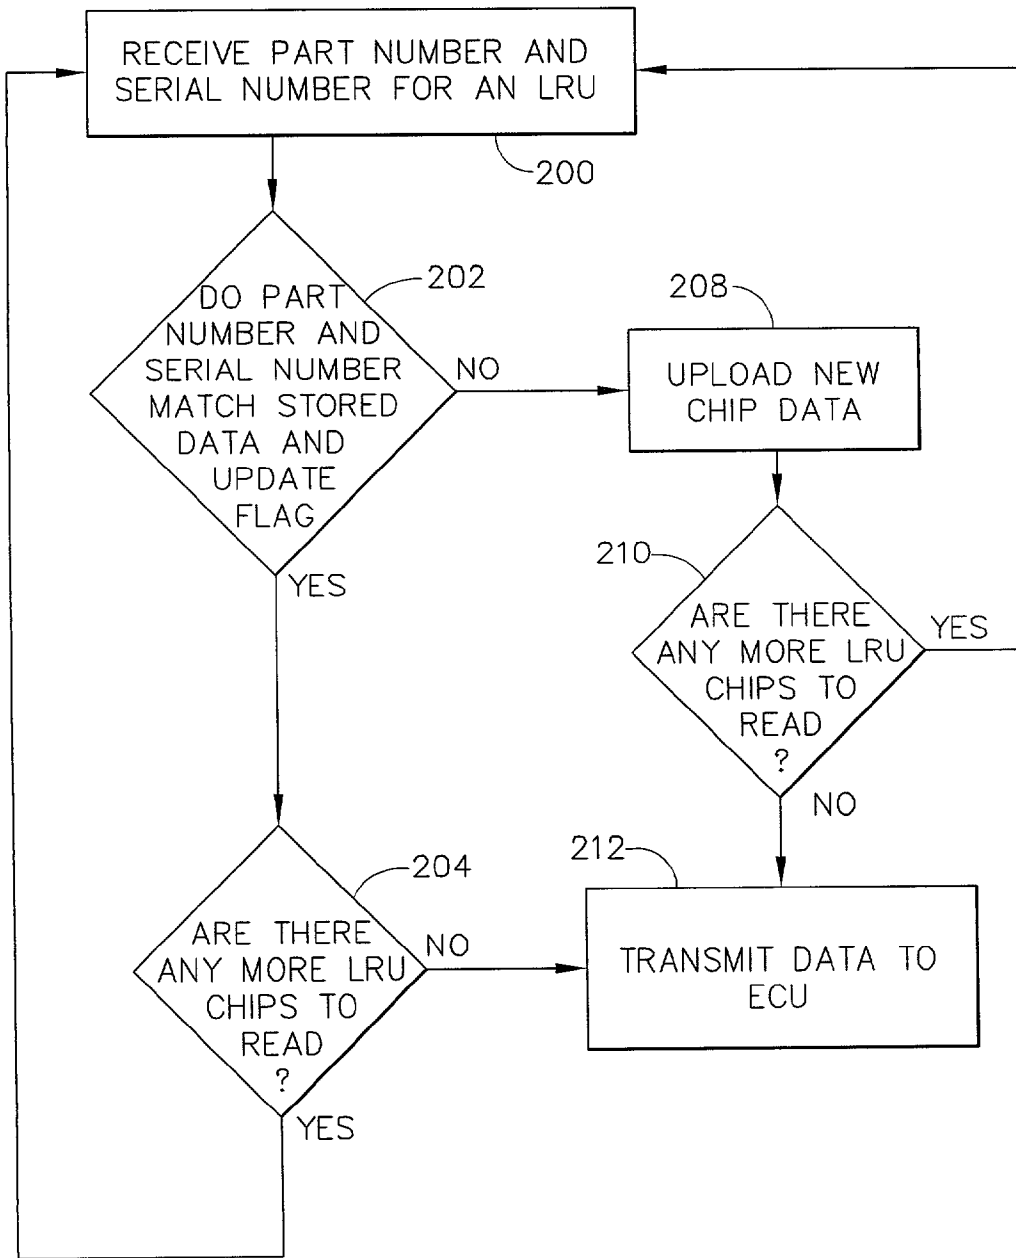 RECEIVE PART NUMBER AND
SERIAL NUMBER FOR AN LRU
200
202
DO PART
NUMBER AND
SERIAL NUMBER
MATCH STORED
DATA AND
UPDATE
FLAG
NO
YES
208
UPLOAD NEW
CHIP DATA
210
ARE THERE
ANY MORE LRU
CHIPS TO
READ
?
YES
NO
204
ARE THERE
ANY MORE LRU
CHIPS TO
READ
?
NO
YES
212
TRANSMIT DATA TO
ECU